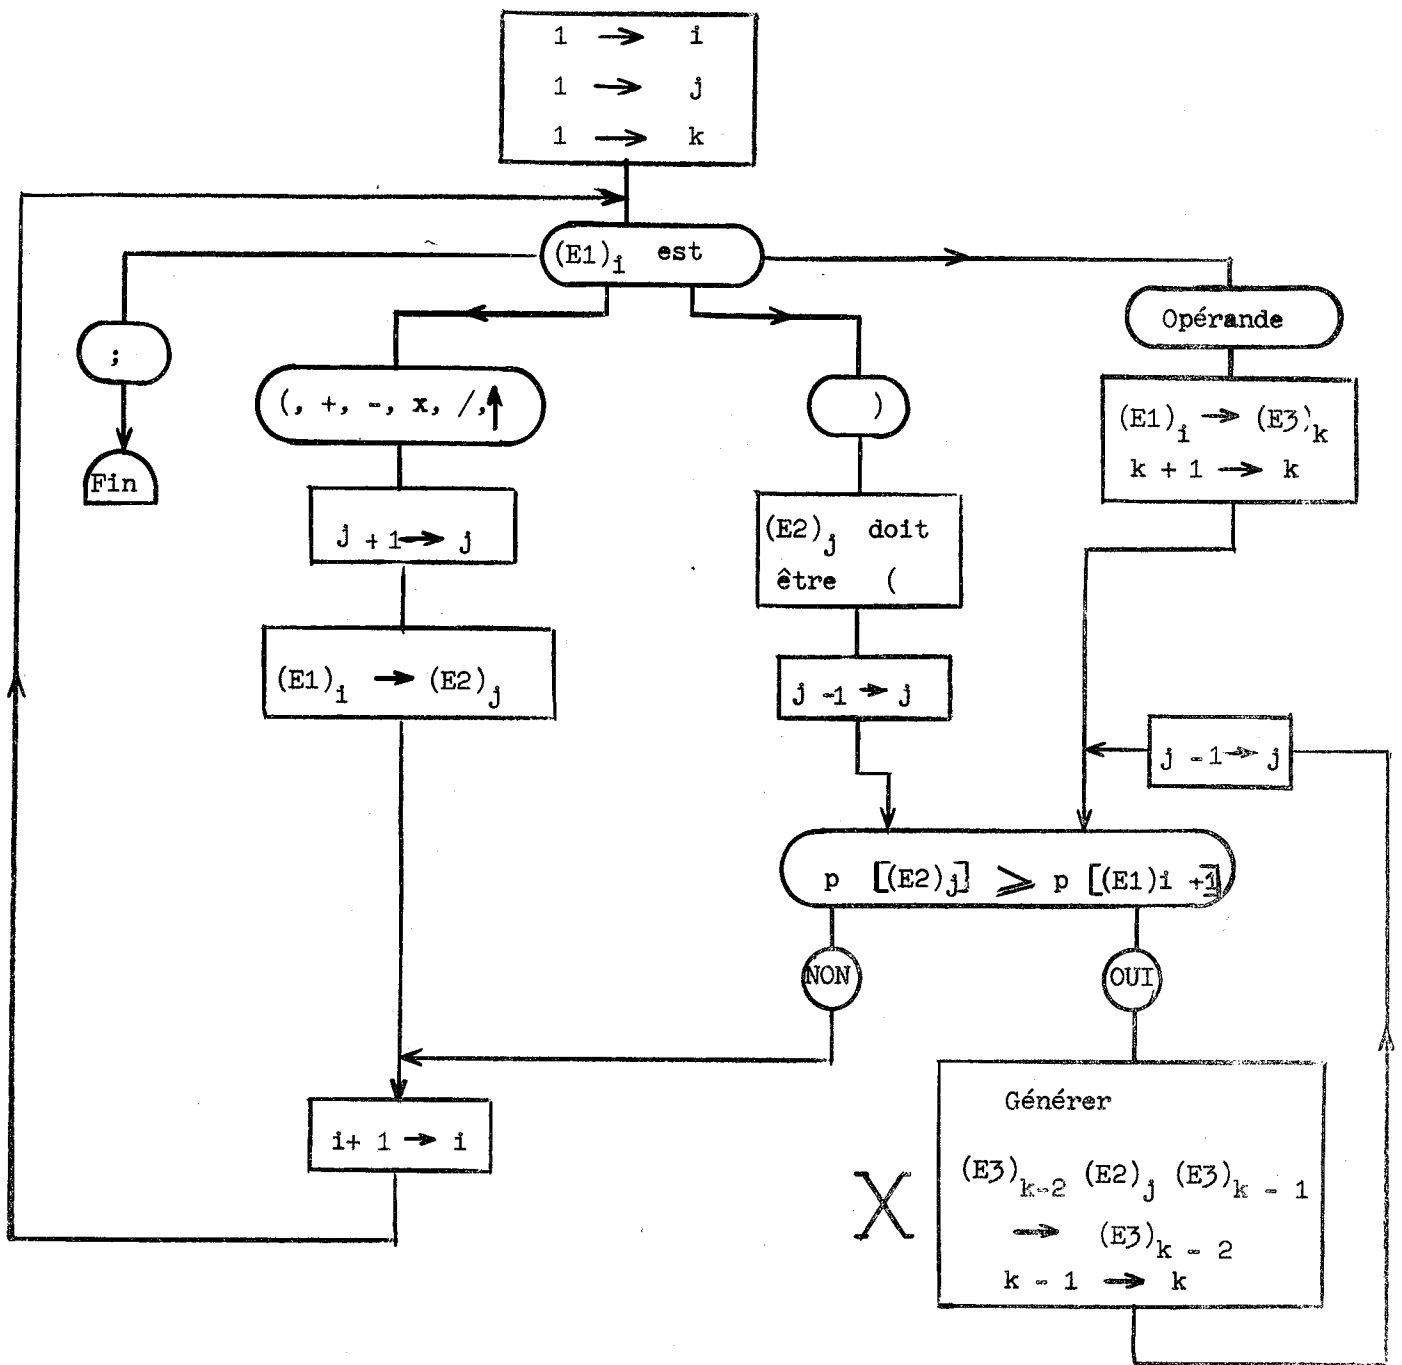 1 → i
1 → j
1 → k
(E1)i est
;
Fin
(, +, -, x, /, ↑
j + 1 → j
(E1)i → (E2)j
)
(E2)j doit
être (
j -1 → j
Opérande
(E1)i → (E3)k
k + 1 → k
j - 1 → j
p [(E2)j] ⩾ p [(E1)i +1]
NON
OUI
i+ 1 → i
X
Générer
(E3)k-2 (E2)j (E3)k - 1
→ (E3)k - 2
k - 1 → k